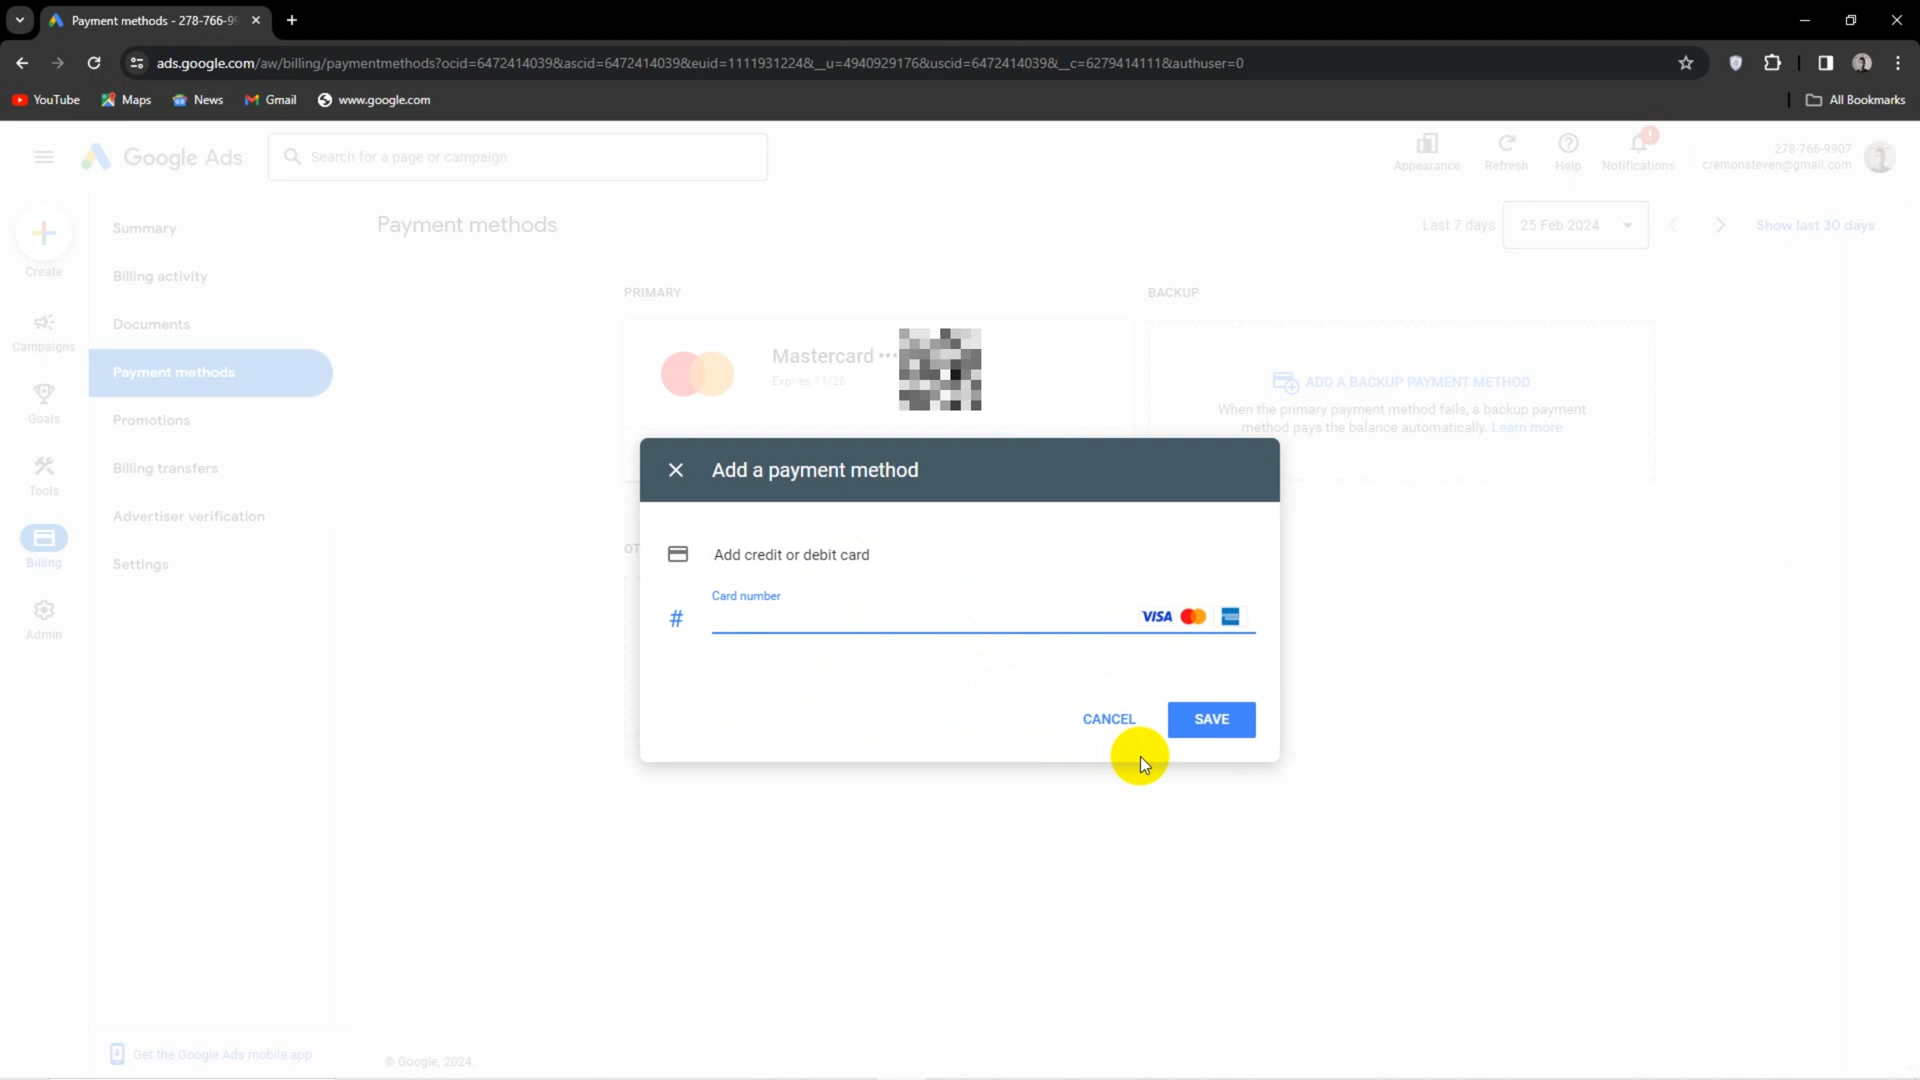 Payment methods - 278-766-99
ads.google.com/aw/billing/paymentmethods?ocid=6472414039&ascid=6472414039&euid=1111931224&__u=4940929176&uscid=6472414039&__c=6279414111&authuser=0
YouTube
Maps
News
Gmail
www.google.com
All Bookmarks
Google Ads
Search for a page or campaign
Appearance
Refresh
Help
Notifications
278-766-9907
cremonsteven@gmail.com
Create
Campaigns
Goals
Tools
Billing
Admin
Summary
Billing activity
Documents
Payment methods
Promotions
Billing transfers
Advertiser verification
Settings
Payment methods
Last 7 days
25 Feb 2024
Show last 30 days
PRIMARY
Mastercard •••
Expires 11/26
BACKUP
ADD A BACKUP PAYMENT METHOD
When the primary payment method fails, a backup payment
method pays the balance automatically. Learn more
OT
Add a payment method
Add credit or debit card
Card number
#
VISA
CANCEL
SAVE
Get the Google Ads mobile app
© Google, 2024.